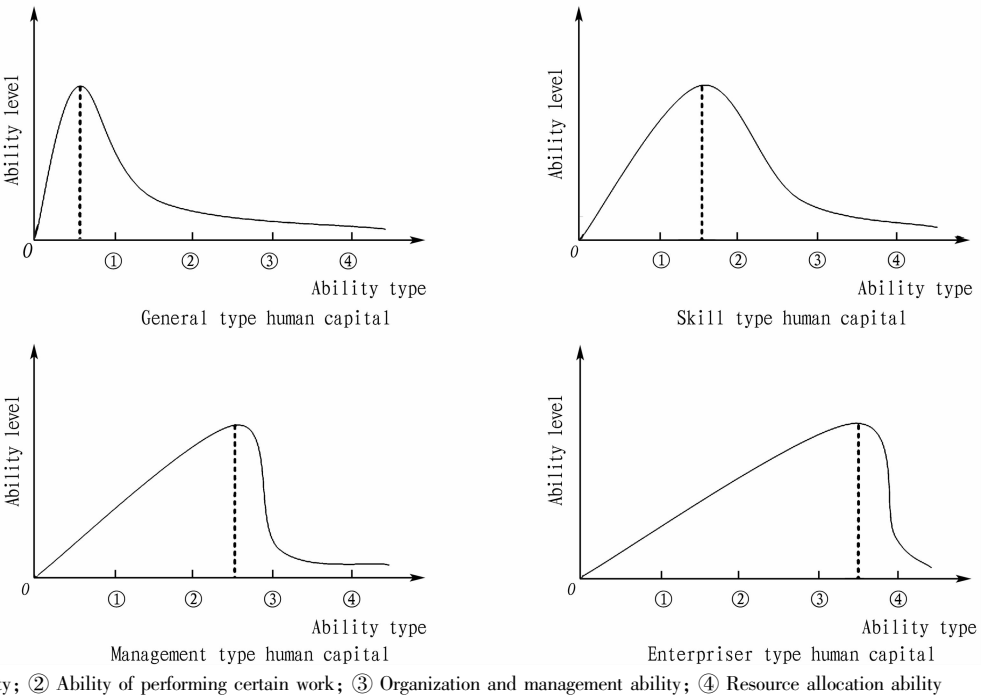 Ability level
0
① ② ③ ④
Ability type
General type human capital
Ability level
0
① ② ③ ④
Ability type
Skill type human capital
Ability level
0
① ② ③ ④
Ability type
Management type human capital
Ability level
0
① ② ③ ④
Ability type
Enterpriser type human capital
ty; ② Ability of performing certain work; ③ Organization and management ability; ④ Resource allocation ability